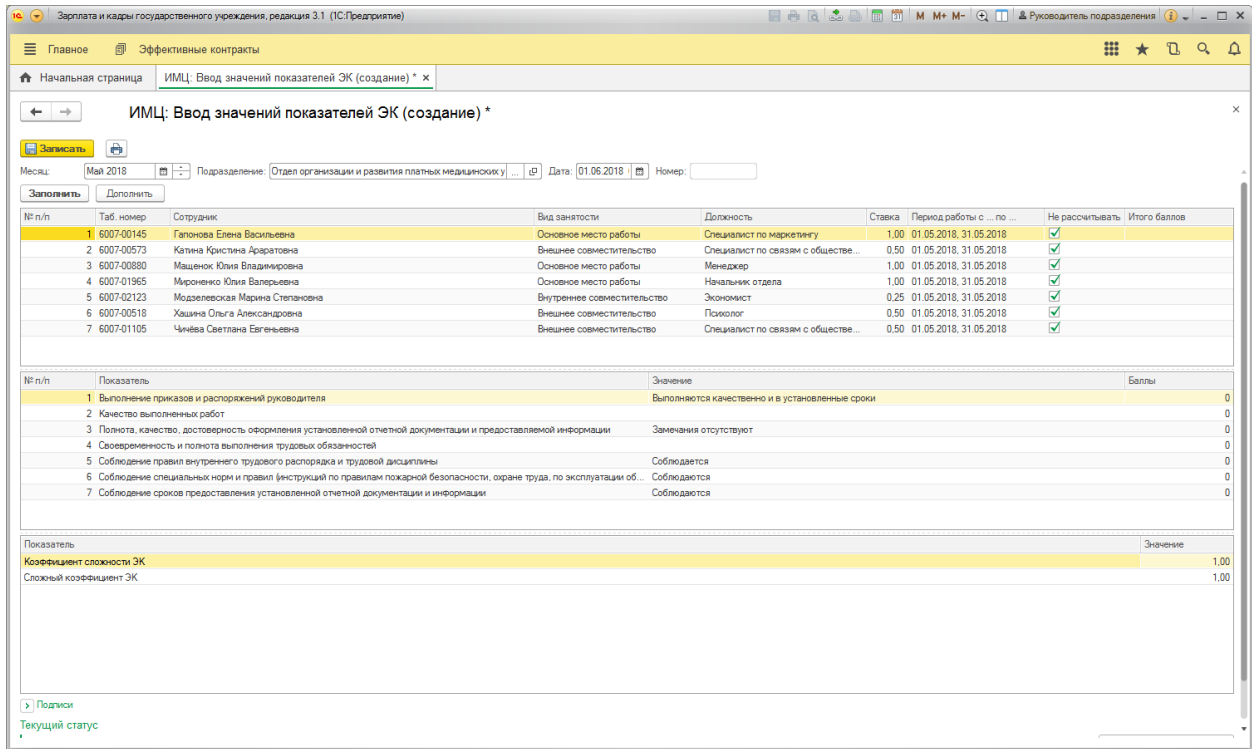 Зарплата и кадры государственного учреждения, редакция 3.1 (1С:Предприятие) M M+ M- Руководитель подразделения
Главное Эффективные контракты
Начальная страница ИМЦ: Ввод значений показателей ЭК (создание) * ×
ИМЦ: Ввод значений показателей ЭК (создание) *
Записать
Месяц: Май 2018 Подразделение: Отдел организации и развития платных медицинских у ... Дата: 01.06.2018 Номер:
Заполнить Дополнить
№ п/п Таб. номер Сотрудник Вид занятости Должность Ставка Период работы с ... по ... Не рассчитывать Итого баллов
1 6007-00145 Гапонова Елена Васильевна Основное место работы Специалист по маркетингу 1,00 01.05.2018, 31.05.2018
2 6007-00573 Катина Кристина Араратовна Внешнее совместительство Специалист по связям с обществе... 0,50 01.05.2018, 31.05.2018
3 6007-00880 Мащенок Юлия Владимировна Основное место работы Менеджер 1,00 01.05.2018, 31.05.2018
4 6007-01965 Мироненко Юлия Валерьевна Основное место работы Начальник отдела 1,00 01.05.2018, 31.05.2018
5 6007-02123 Модзелевская Марина Степановна Внутреннее совместительство Экономист 0,25 01.05.2018, 31.05.2018
6 6007-00518 Хашина Ольга Александровна Внешнее совместительство Психолог 0,50 01.05.2018, 31.05.2018
7 6007-01105 Чичёва Светлана Евгеньевна Внешнее совместительство Специалист по связям с обществе... 0,50 01.05.2018, 31.05.2018
№ п/п Показатель Значение Баллы
1 Выполнение приказов и распоряжений руководителя Выполняются качественно и в установленные сроки 0
2 Качество выполненных работ 0
3 Полнота, качество, достоверность оформления установленной отчетной документации и предоставляемой информации Замечания отсутствуют 0
4 Своевременность и полнота выполнения трудовых обязанностей 0
5 Соблюдение правил внутреннего трудового распорядка и трудовой дисциплины Соблюдается 0
6 Соблюдение специальных норм и правил (инструкций по правилам пожарной безопасности, охране труда, по эксплуатации об... Соблюдаются 0
7 Соблюдение сроков предоставления установленной отчетной документации и информации Соблюдаются 0
Показатель Значение
Коэффициент сложности ЭК 1,00
Сложный коэффициент ЭК 1,00
Подписи
Текущий статус